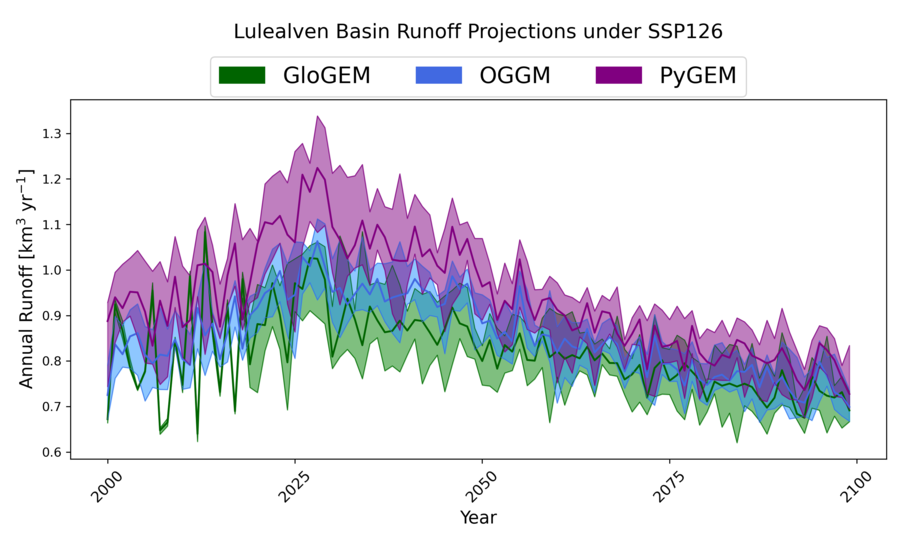 Lulealven Basin Runoff Projections under SSP126
GloGEM OGGM PyGEM
Annual Runoff [km³ yr⁻¹]
1.3
1.2
1.1
1.0
0.9
0.8
0.7
0.6
2000 2025 2050 2075 2100
Year